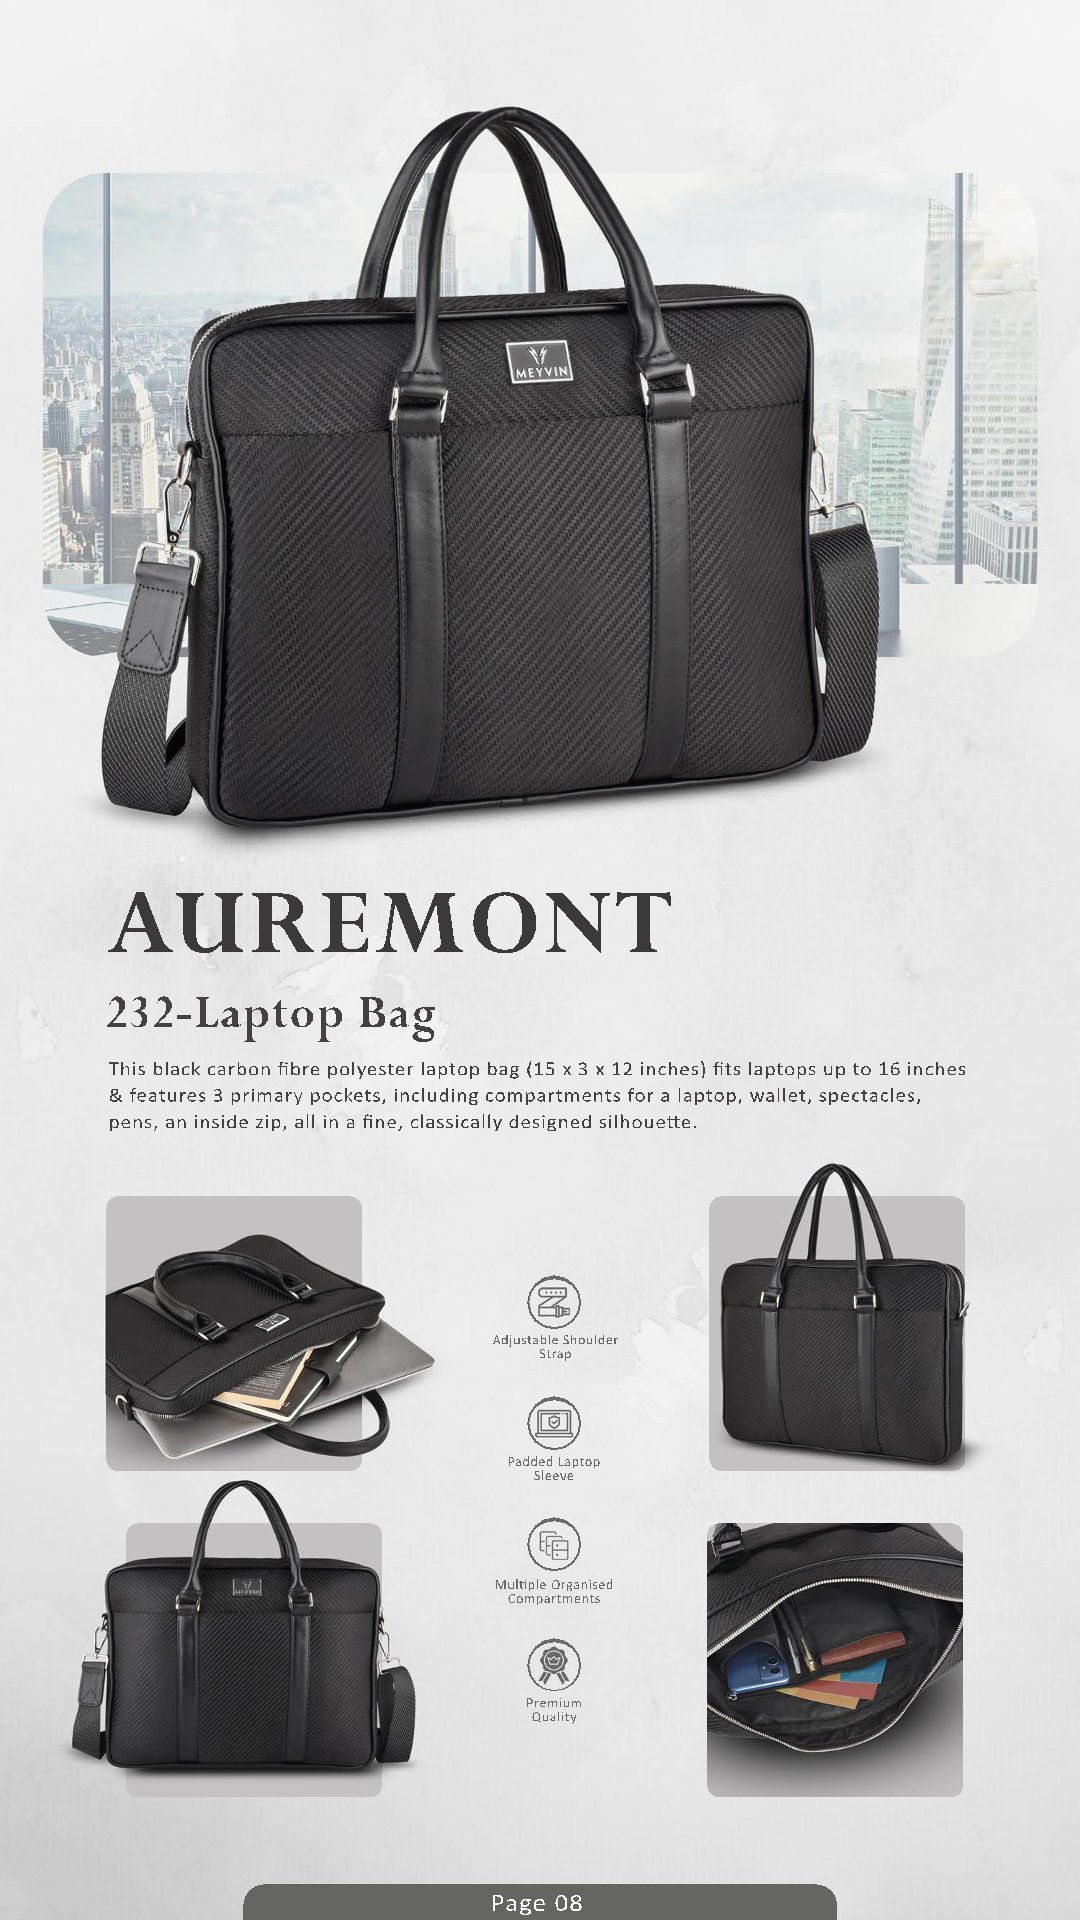 MEYVIN
AUREMONT
232-Laptop Bag
This black carbon fibre polyester laptop bag (15 x 3 x 12 inches) fits laptops up to 16 inches
& features 3 primary pockets, including compartments for a laptop, wallet, spectacles,
pens, an inside zip, all in a fine, classically designed silhouette.
Adjustable Shoulder
Strap
Padded Laptop
Sleeve
MEYVIN
Multiple Organised
Compartments
Premium
Quality
Page 08